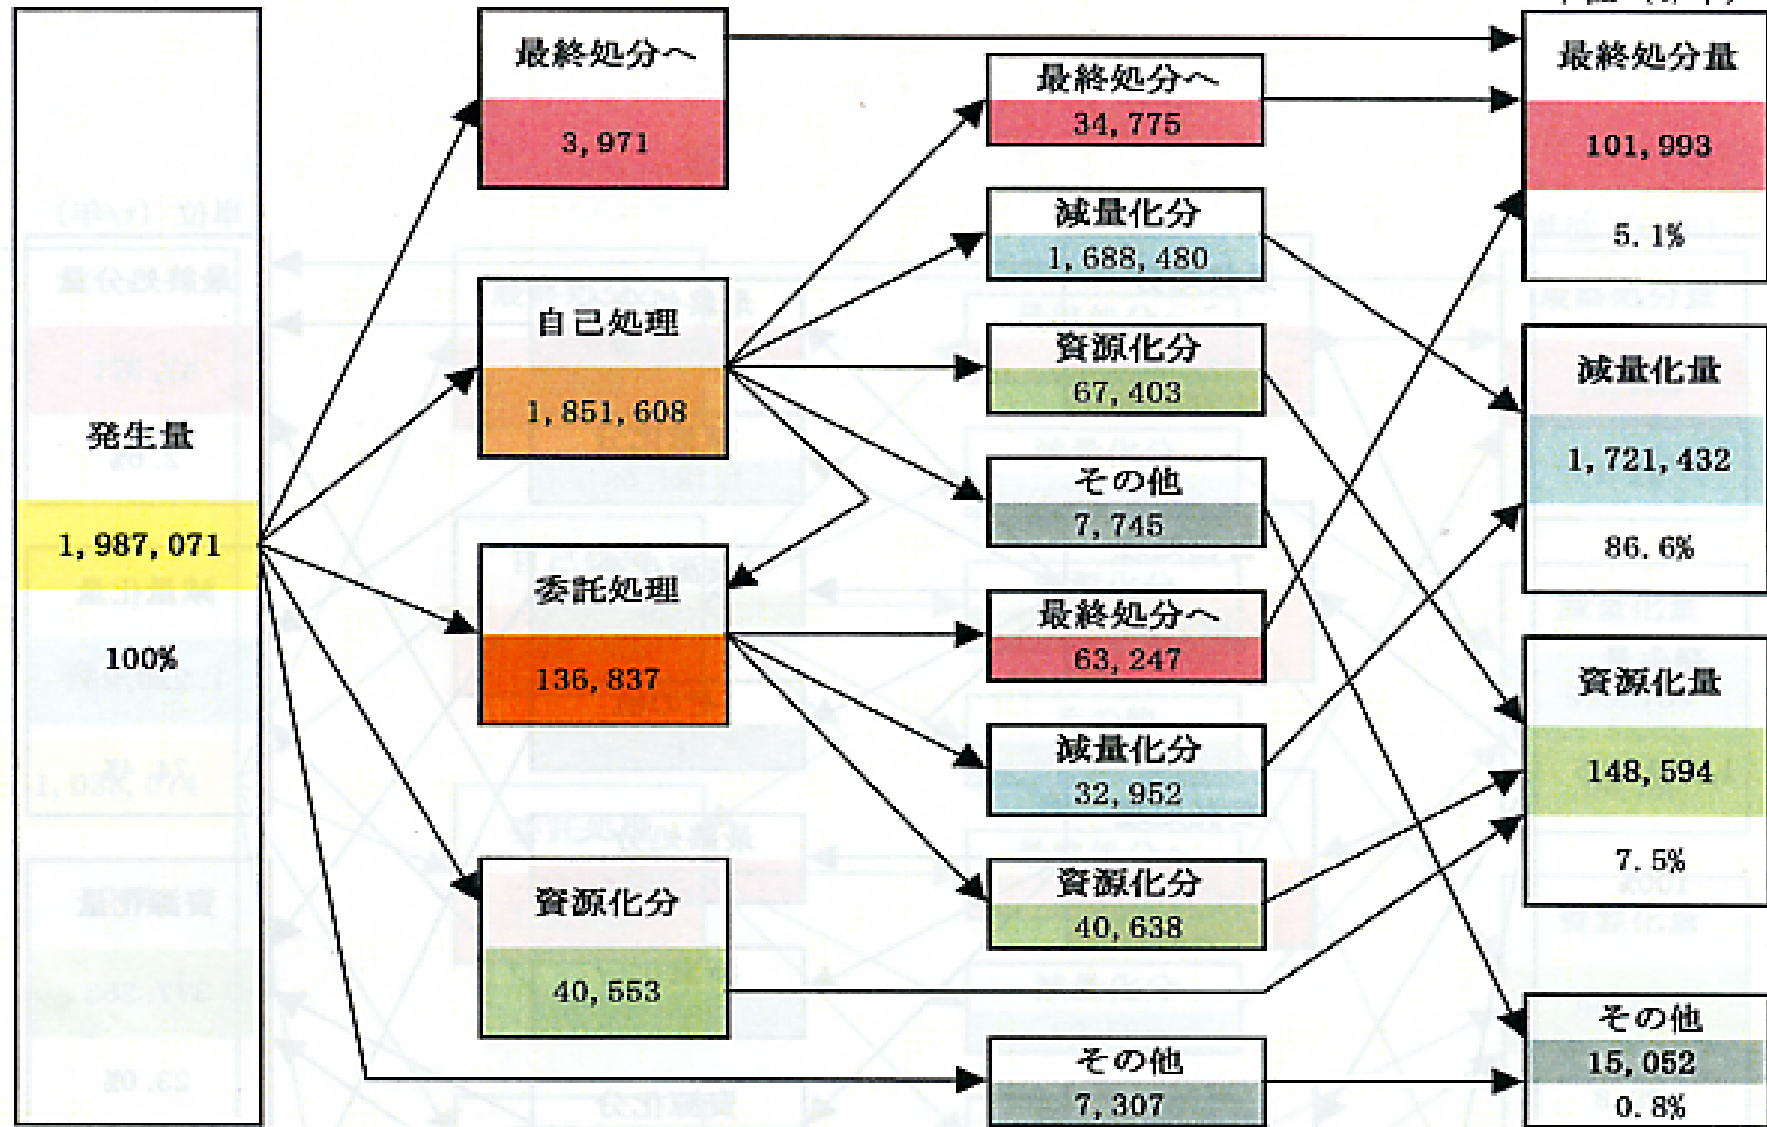 発生量
1,987,071
100%
最終処分へ
3,971
自己処理
1,851,608
委託処理
136,837
資源化分
40,553
最終処分へ
34,775
減量化分
1,688,480
資源化分
67,403
その他
7,745
最終処分へ
63,247
減量化分
32,952
資源化分
40,638
その他
7,307
最終処分量
101,993
5.1%
減量化量
1,721,432
86.6%
資源化量
148,594
7.5%
その他
15,052
0.8%